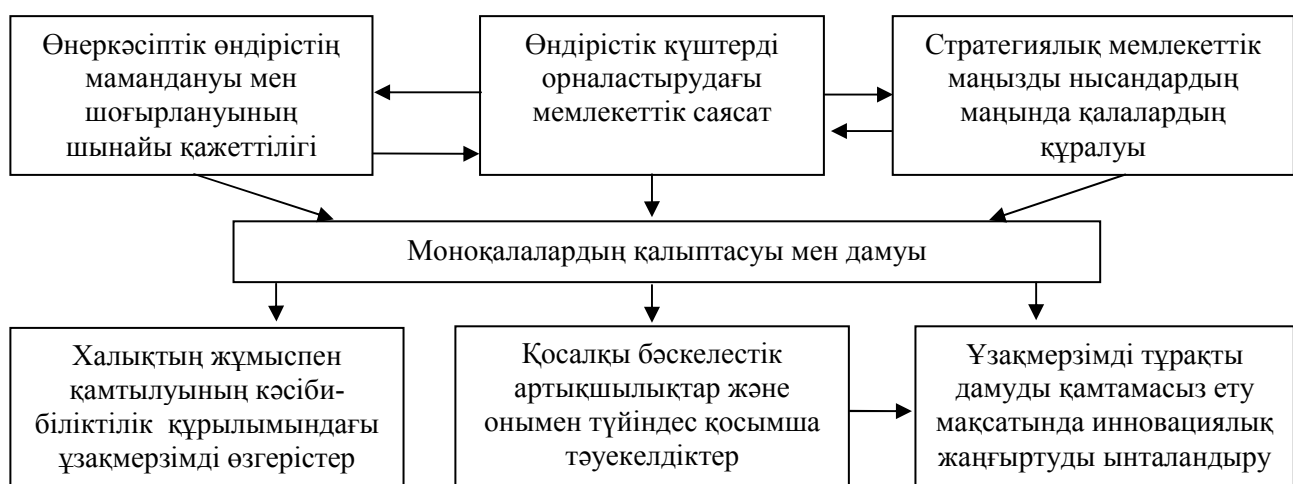 Өнеркәсіптік өндірістің
мамандануы мен
шоғырлануының
шынайы қажеттілігі
Өндірістік күштерді
орналастырудағы
мемлекеттік саясат
Стратегиялық мемлекеттік
маңызды нысандардың
маңында қалалардың
құралуы
Моноқалалардың қалыптасуы мен дамуы
Халықтың жұмыспен
қамтылуының кәсіби-
біліктілік құрылымындағы
ұзақмерзімді өзгерістер
Қосалқы бәскелестік
артықшылықтар және
онымен түйіндес қосымша
тәуекелдіктер
Ұзақмерзімді тұрақты
дамуды қамтамасыз ету
мақсатында инновациялық
жаңғыртуды ынталандыру